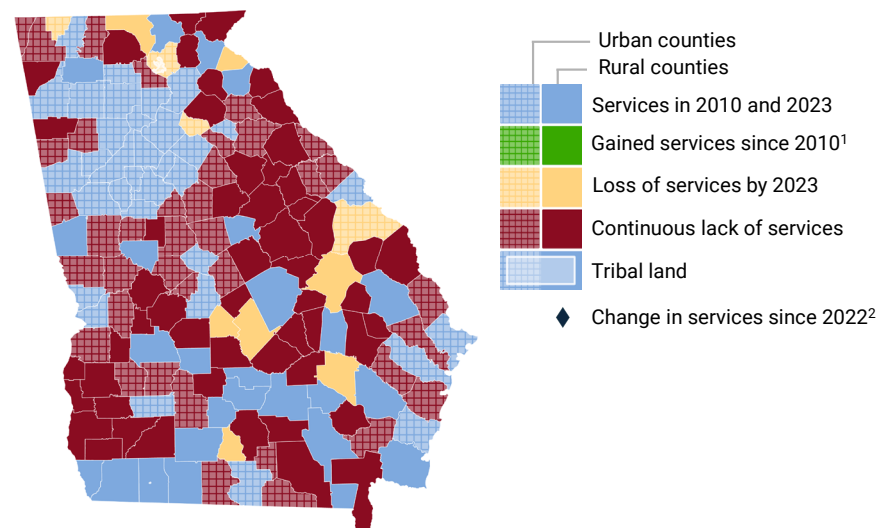 Urban counties
Rural counties
Services in 2010 and 2023
Gained services since 2010¹
Loss of services by 2023
Continuous lack of services
Tribal land
Change in services since 2022²